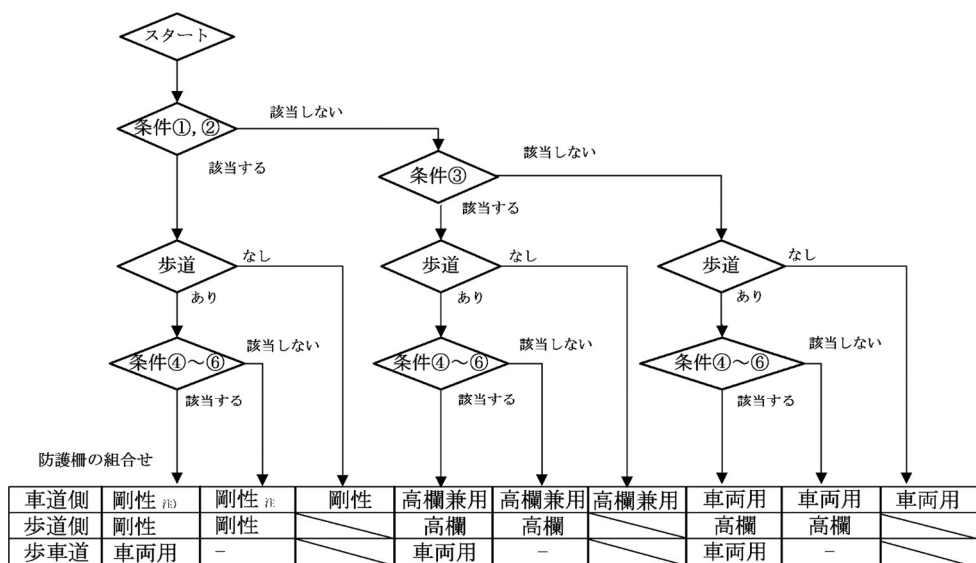 スタート
該当しない
条件①,②
該当しない
該当する
条件③
該当する
歩道
なし
歩道
なし
歩道
なし
あり
あり
あり
条件④～⑥
該当しない
条件④～⑥
該当しない
条件④～⑥
該当しない
該当する
該当する
該当する
防護柵の組合せ
車道側 剛性 注） 剛性 注 剛性 高欄兼用 高欄兼用 高欄兼用 車両用 車両用 車両用
歩道側 剛性 剛性 高欄 高欄 高欄 高欄
歩車道 車両用 － 車両用 － 車両用 －